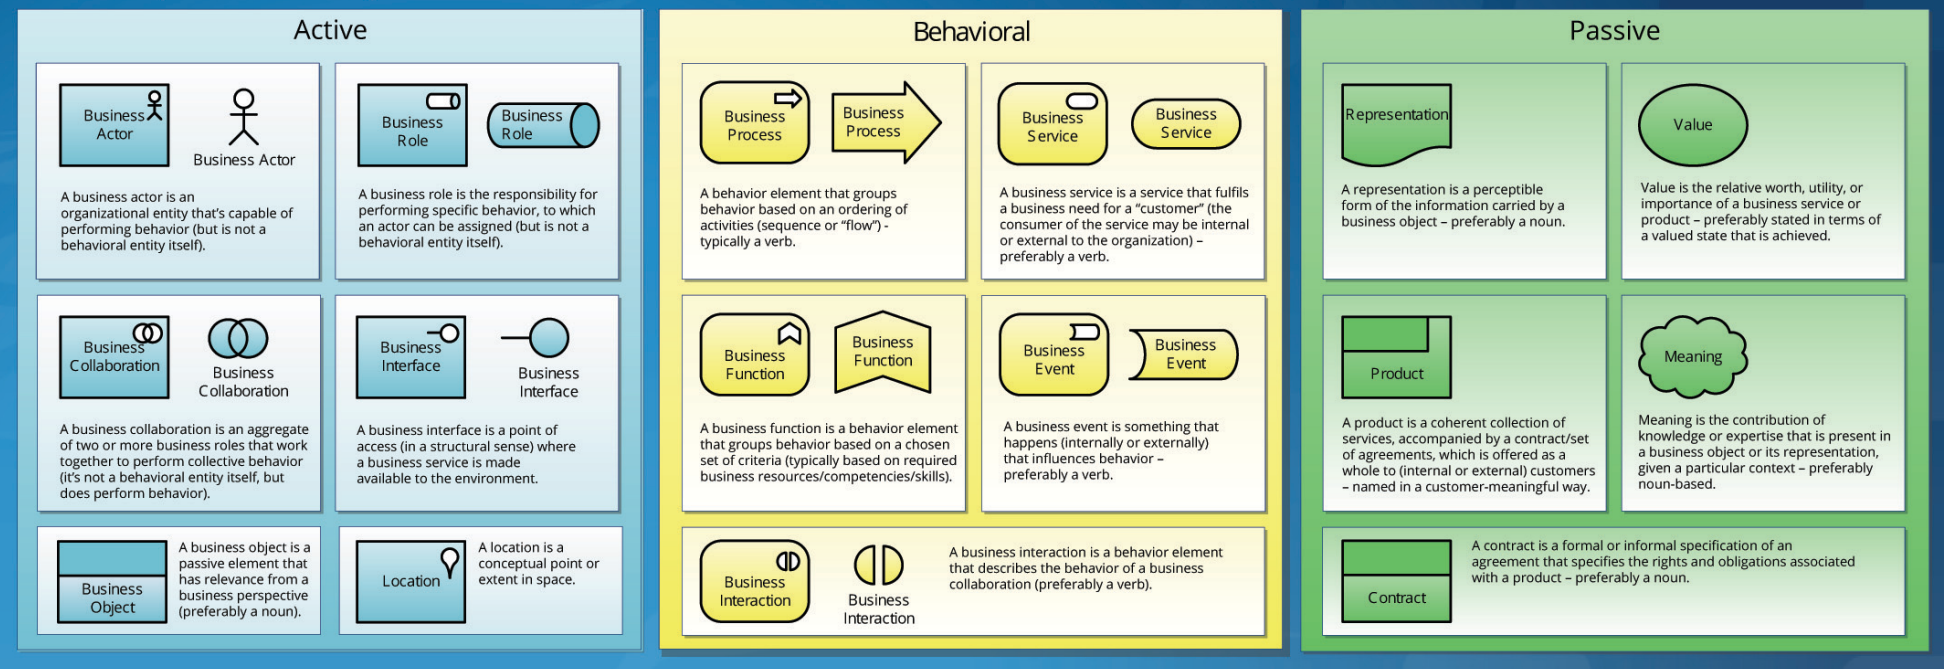 Active
Business
Actor
Business Actor
A business actor is an
organizational entity that's capable of
performing behavior (but is not a
behavioral entity itself).
Business
Role
Business
Role
A business role is the responsibility for
performing specific behavior, to which
an actor can be assigned (but is not a
behavioral entity itself).
Business
Collaboration
Business
Collaboration
A business collaboration is an aggregate
of two or more business roles that work
together to perform collective behavior
(it's not a behavioral entity itself, but
does perform behavior).
Business
Interface
Business
Interface
A business interface is a point of
access (in a structural sense) where
a business service is made
available to the environment.
Business
Object
A business object is a
passive element that
has relevance from a
business perspective
(preferably a noun).
Location
A location is a
conceptual point or
extent in space.
Behavioral
Business
Process
Business
Process
A behavior element that groups
behavior based on an ordering of
activities (sequence or “flow”) -
typically a verb.
Business
Service
Business
Service
A business service is a service that fulfils
a business need for a “customer” (the
consumer of the service may be internal
or external to the organization) –
preferably a verb.
Business
Function
Business
Function
A business function is a behavior element
that groups behavior based on a chosen
set of criteria (typically based on required
business resources/competencies/skills).
Business
Event
Business
Event
A business event is something that
happens (internally or externally)
that influences behavior –
preferably a verb.
Business
Interaction
Business
Interaction
A business interaction is a behavior element
that describes the behavior of a business
collaboration (preferably a verb).
Passive
Representation
A representation is a perceptible
form of the information carried by a
business object – preferably a noun.
Value
Value is the relative worth, utility, or
importance of a business service or
product – preferably stated in terms of
a valued state that is achieved.
Product
A product is a coherent collection of
services, accompanied by a contract/set
of agreements, which is offered as a
whole to (internal or external) customers
– named in a customer-meaningful way.
Meaning
Meaning is the contribution of
knowledge or expertise that is present in
a business object or its representation,
given a particular context – preferably
noun-based.
Contract
A contract is a formal or informal specification of an
agreement that specifies the rights and obligations associated
with a product – preferably a noun.